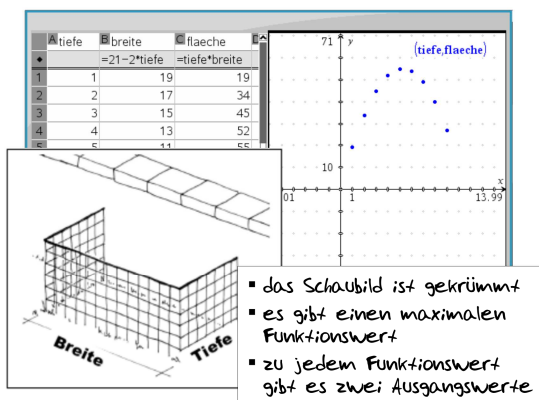 A tiefe B breite C flaeche D
◆ =21−2*tiefe =tiefe*breite
1 1 19 19
2 2 17 34
3 3 15 45
4 4 13 52
5 5 11 55
71 y
(tiefe,flaeche)
10
x
01 1 13.99
Breite
Tiefe
▪ das Schaubild ist gekrümmt
▪ es gibt einen maximalen
Funktionswert
▪ zu jedem Funktionswert
gibt es zwei Ausgangswerte